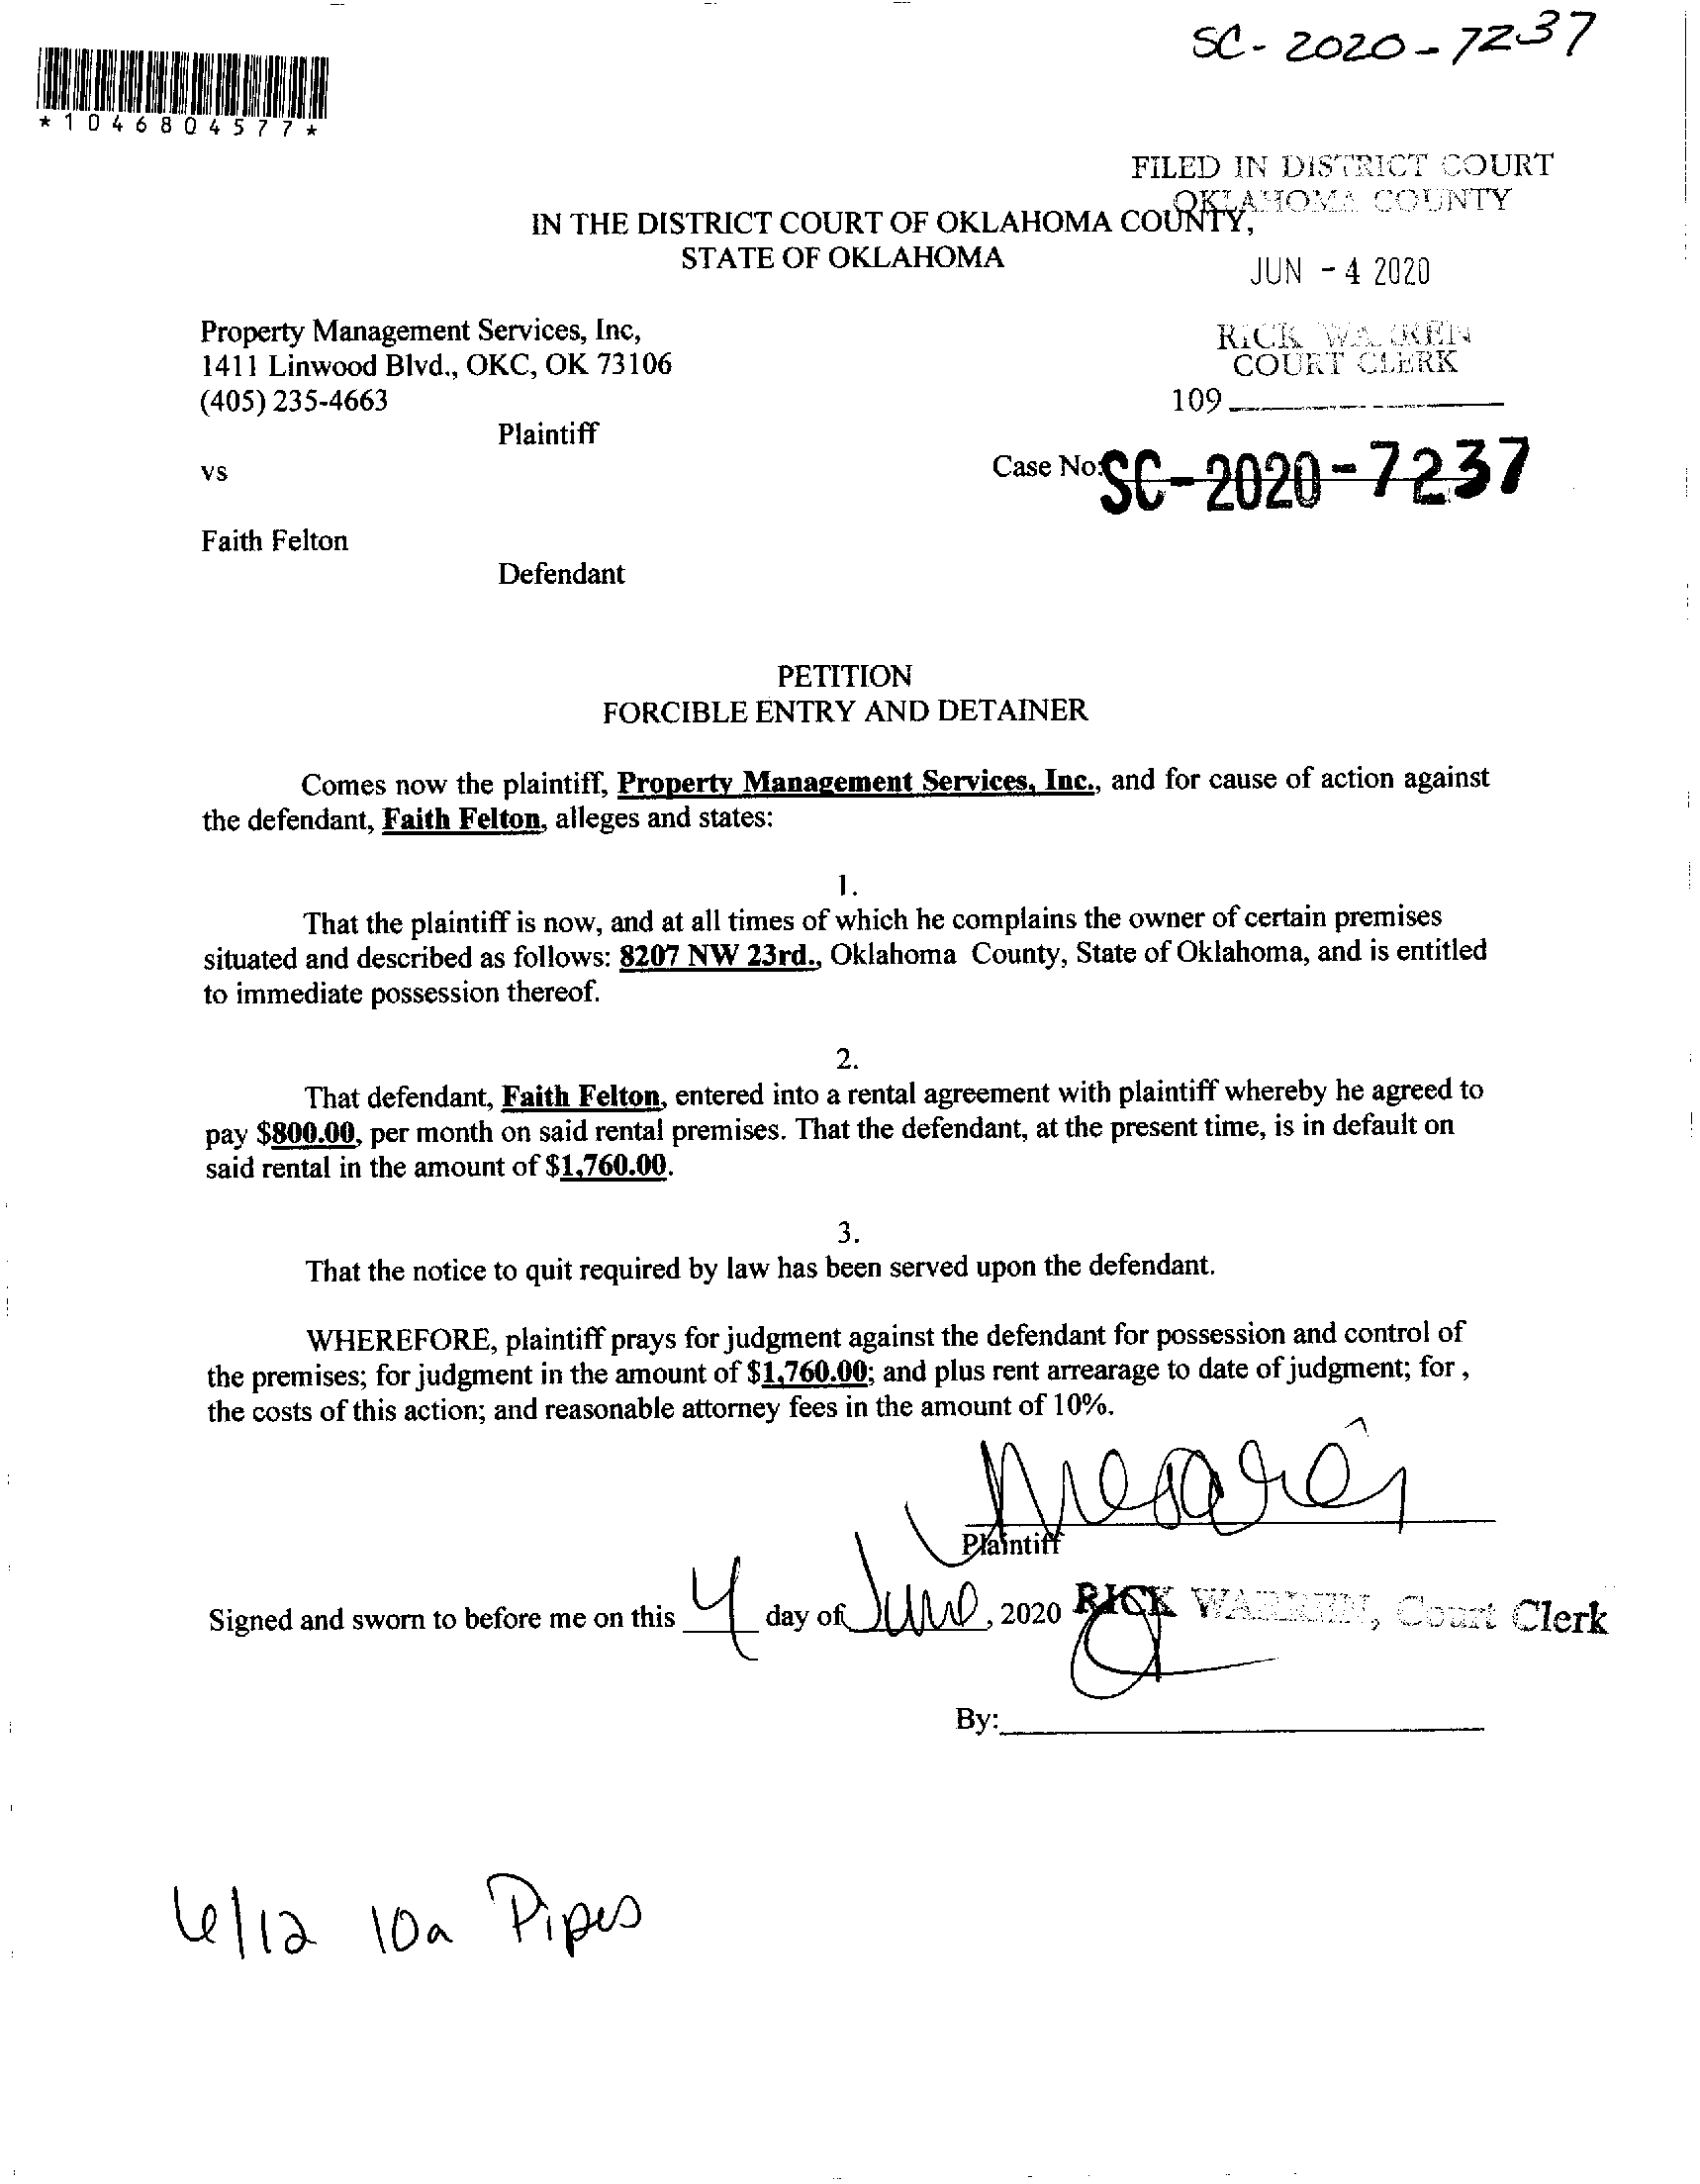 SC-2020-7237
*1046804577*
FILED IN DISTRICT COURT
OKLAHOMA COUNTY
IN THE DISTRICT COURT OF OKLAHOMA COUNTY,
STATE OF OKLAHOMA
JUN - 4 2020
Property Management Services, Inc,
1411 Linwood Blvd., OKC, OK 73106
(405) 235-4663
RICK WARREN
COURT CLERK
109
Plaintiff
vs
Case No: SC-2020-7237
Faith Felton
Defendant
PETITION
FORCIBLE ENTRY AND DETAINER
Comes now the plaintiff, Property Management Services, Inc., and for cause of action against
the defendant, Faith Felton, alleges and states:
1.
That the plaintiff is now, and at all times of which he complains the owner of certain premises
situated and described as follows: 8207 NW 23rd., Oklahoma County, State of Oklahoma, and is entitled
to immediate possession thereof.
2.
That defendant, Faith Felton, entered into a rental agreement with plaintiff whereby he agreed to
pay $800.00, per month on said rental premises. That the defendant, at the present time, is in default on
said rental in the amount of $1,760.00.
3.
That the notice to quit required by law has been served upon the defendant.
WHEREFORE, plaintiff prays for judgment against the defendant for possession and control of
the premises; for judgment in the amount of $1,760.00; and plus rent arrearage to date of judgment; for ,
the costs of this action; and reasonable attorney fees in the amount of 10%.
Plaintiff
Signed and sworn to before me on this 4 day of June, 2020 RICK WARREN, Court Clerk
By:
6/12 10a Pipes